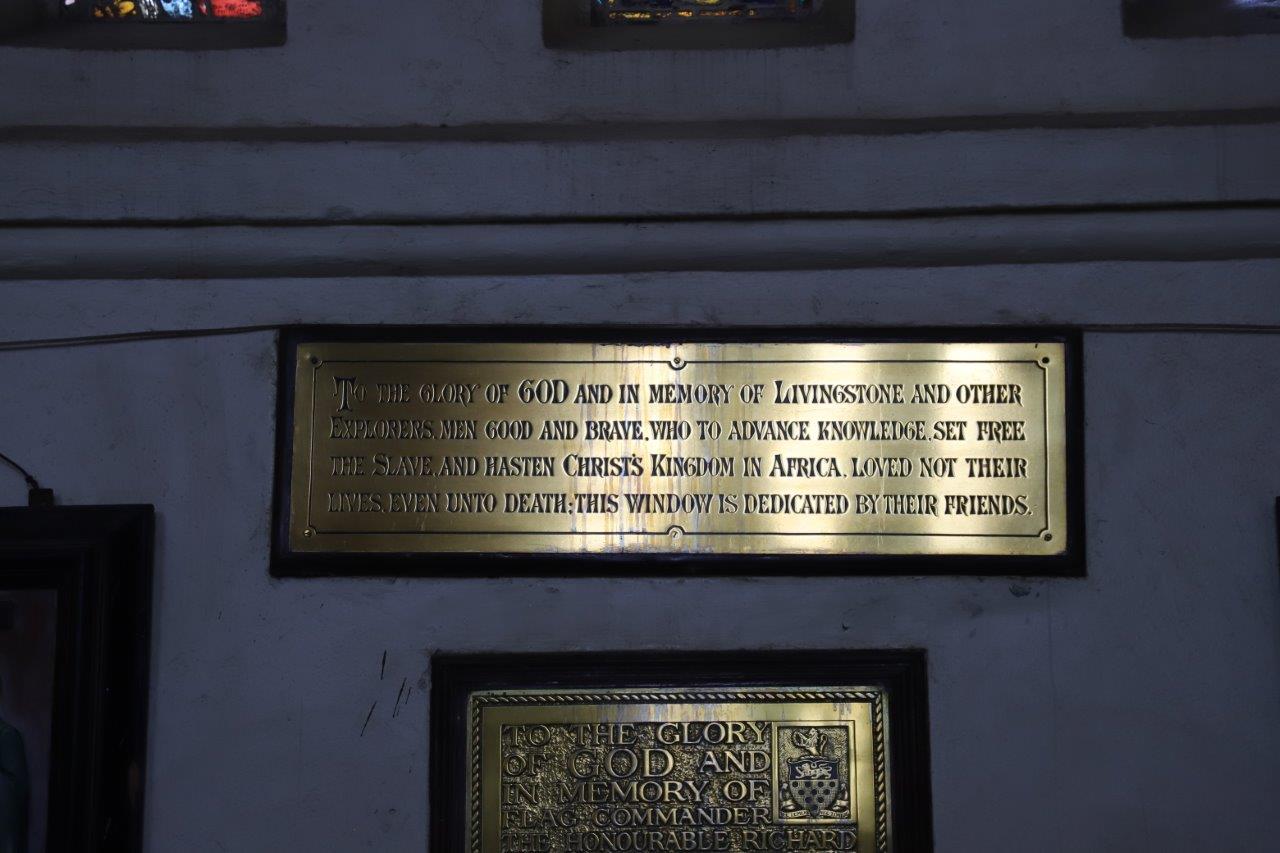 To the glory of GOD and in memory of Livingstone and other
Explorers, men good and brave, who to advance knowledge, set free
the Slave, and hasten Christ's Kingdom in Africa, loved not their
lives, even unto death: this window is dedicated by their friends.
TO THE GLORY
OF GOD AND
IN MEMORY OF
FLAG COMMANDER
THE HONOURABLE RICHARD